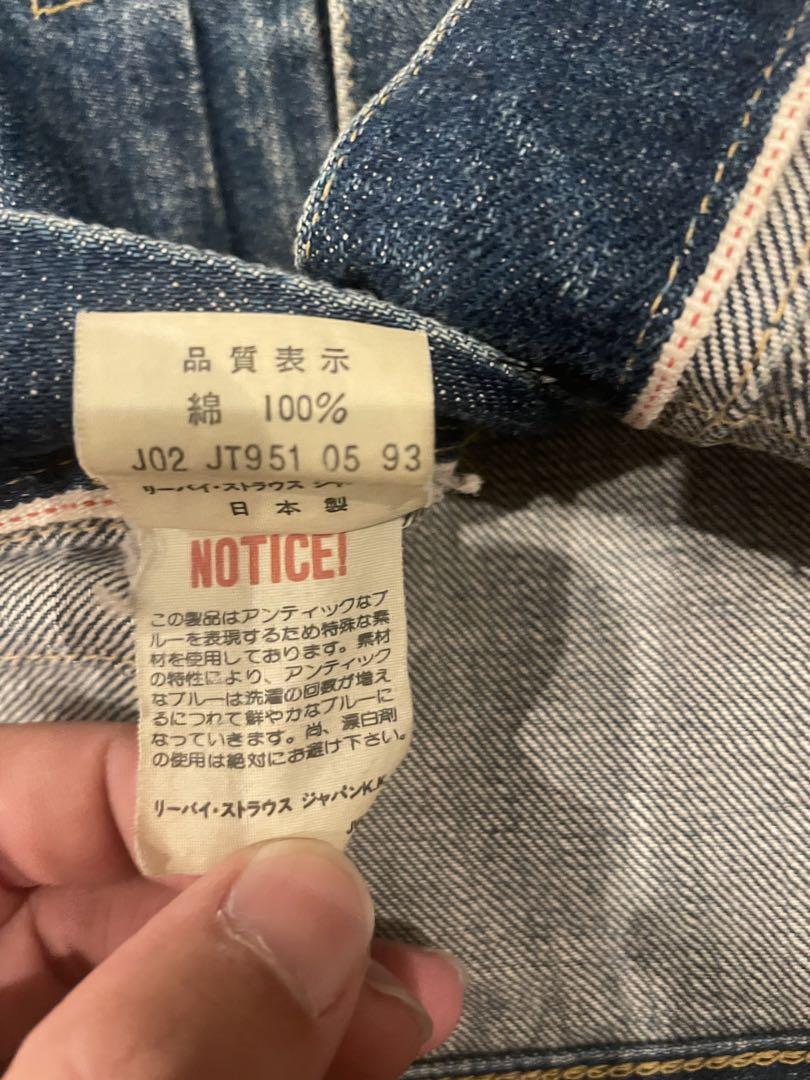 品質表示
綿 100%
J02 JT951 05 93
リーバイ・ストラウス
日本製
NOTICE!
この製品はアンティックなブ
ルーを表現するため特殊な素
材を使用しております。素材
の特性により、アンティック
なブルーは洗濯の回数が増え
るにつれて鮮やかなブルーに
なっていきます。尚、漂白剤
の使用は絶対にお避け下さい。
リーバイ・ストラウス ジャパンK.K